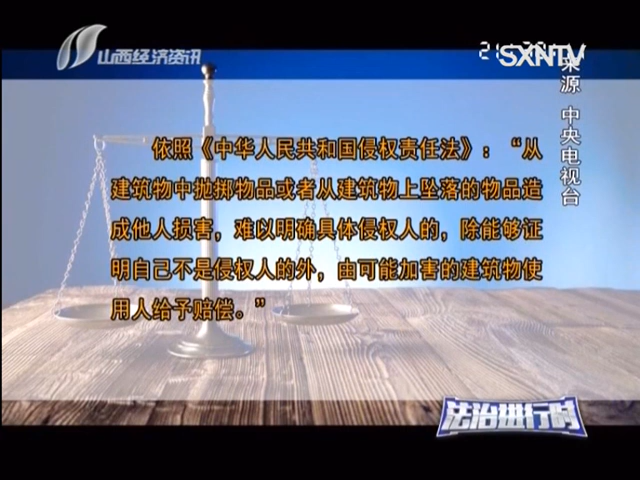 山西经济资讯
SXNTV
来源 中央电视台
依照《中华人民共和国侵权责任法》：“从
建筑物中抛掷物品或者从建筑物上坠落的物品造
成他人损害，难以明确具体侵权人的，除能够证
明自己不是侵权人的外，由可能加害的建筑物使
用人给予赔偿。”
法治进行时